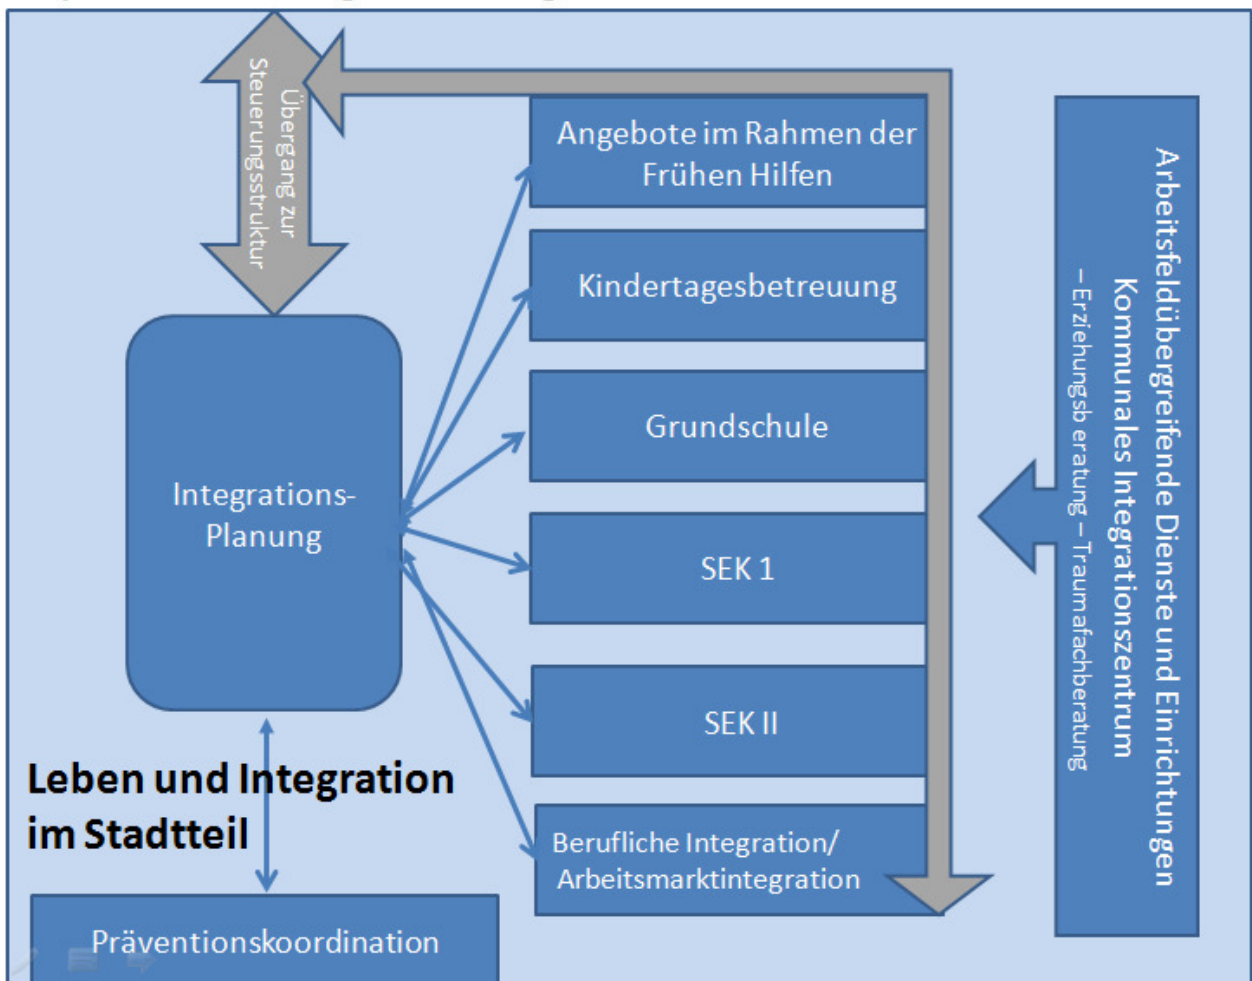 Übergang zur
Steuerungsstruktur
Angebote im Rahmen der
Frühen Hilfen
Kindertagesbetreuung
Grundschule
Integrations-
Planung
SEK 1
SEK II
Berufliche Integration/
Arbeitsmarktintegration
Leben und Integration
im Stadtteil
Präventionskoordination
Arbeitsfeldübergreifende Dienste und Einrichtungen
Kommunales Integrationszentrum
– Erziehungsb eratung – Traumafachberatung